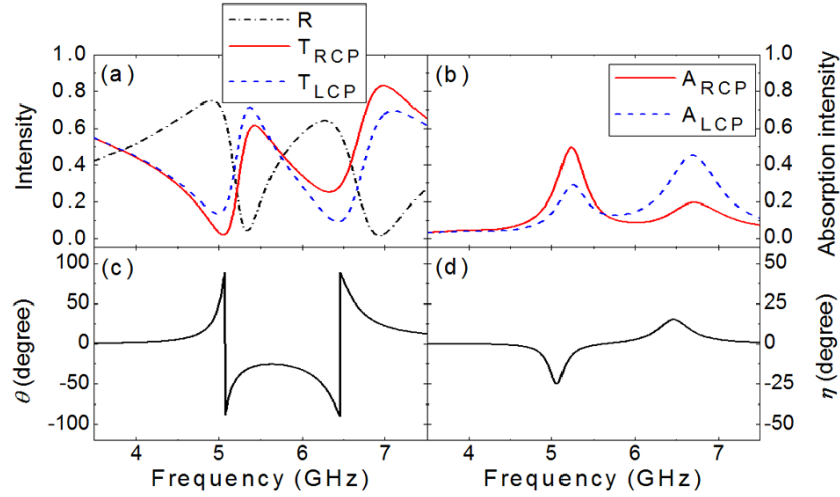 R
T RCP
T LCP
1.0
0.8
0.6
0.4
0.2
0.0
Intensity
(a)
(b)
A RCP
A LCP
1.0
0.8
0.6
0.4
0.2
0.0
Absorption intensity
100
50
0
-50
-100
θ (degree)
(c)
(d)
50
25
0
-25
-50
η (degree)
4 5 6 7
4 5 6 7
Frequency (GHz)
Frequency (GHz)